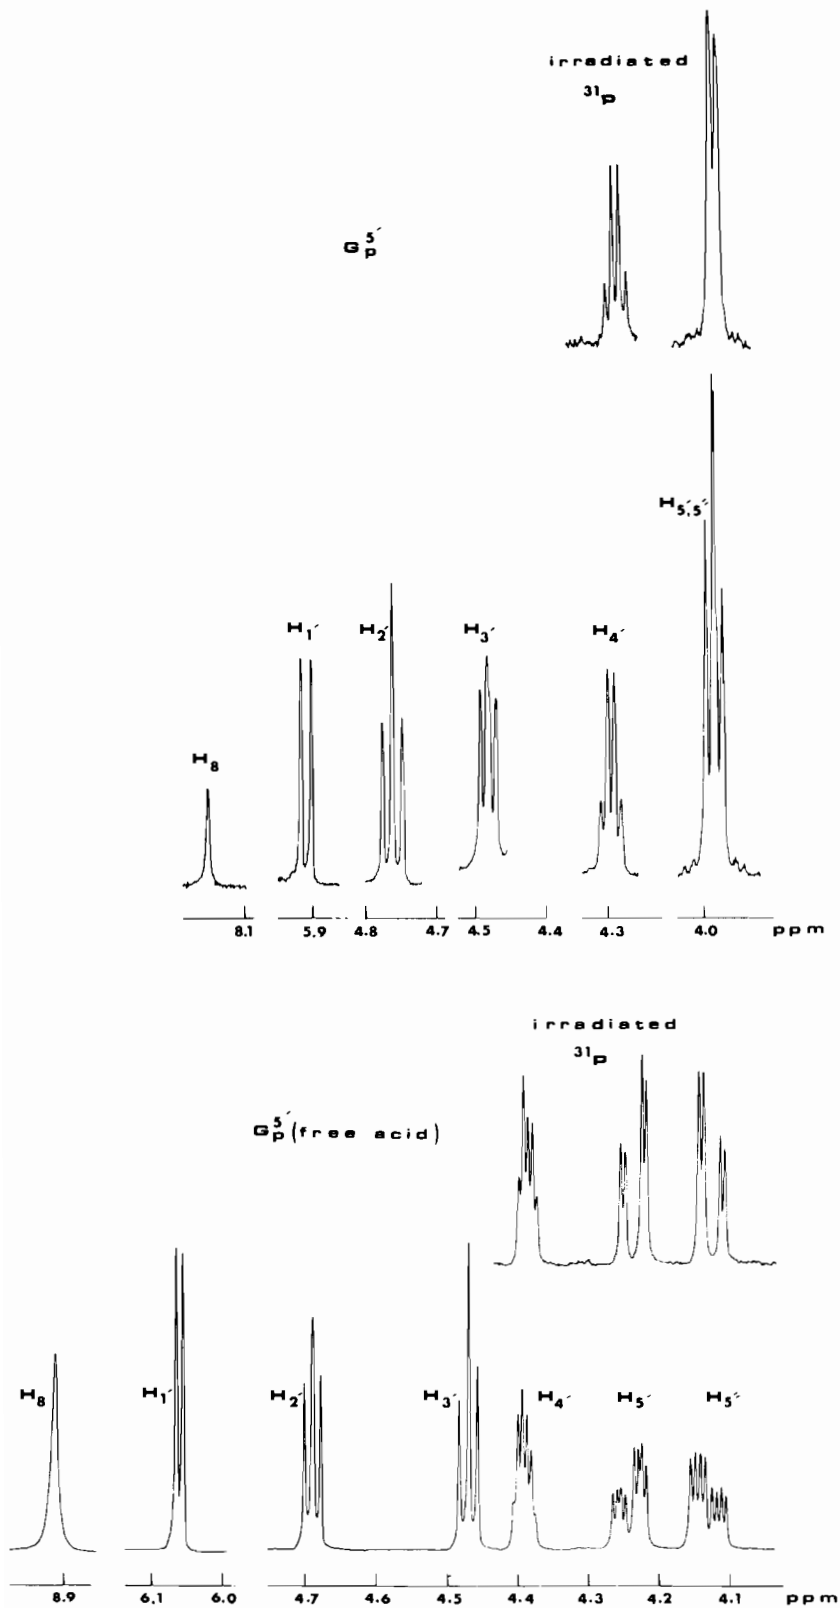 irradiated
31P
G5′p
H5′,5″
H1′
H2′
H3′
H4′
H8
8.1 5.9 4.8 4.7 4.5 4.4 4.3 4.0 ppm
irradiated
31P
G5′p (free acid)
H8
H1′
H2′
H3′
H4′
H5′
H5″
8.9 6.1 6.0 4.7 4.6 4.5 4.4 4.3 4.2 4.1 ppm